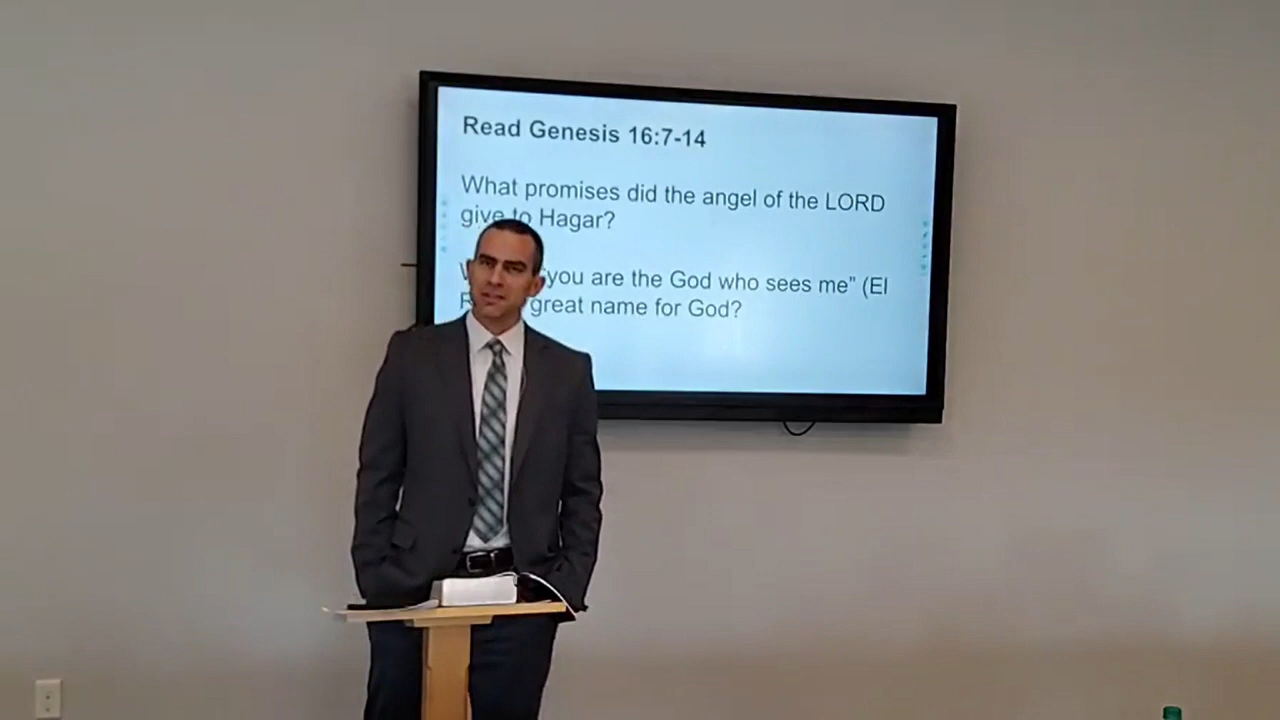 Read Genesis 16:7-14
What promises did the angel of the LORD
give to Hagar?
you are the God who sees me" (El
great name for God?